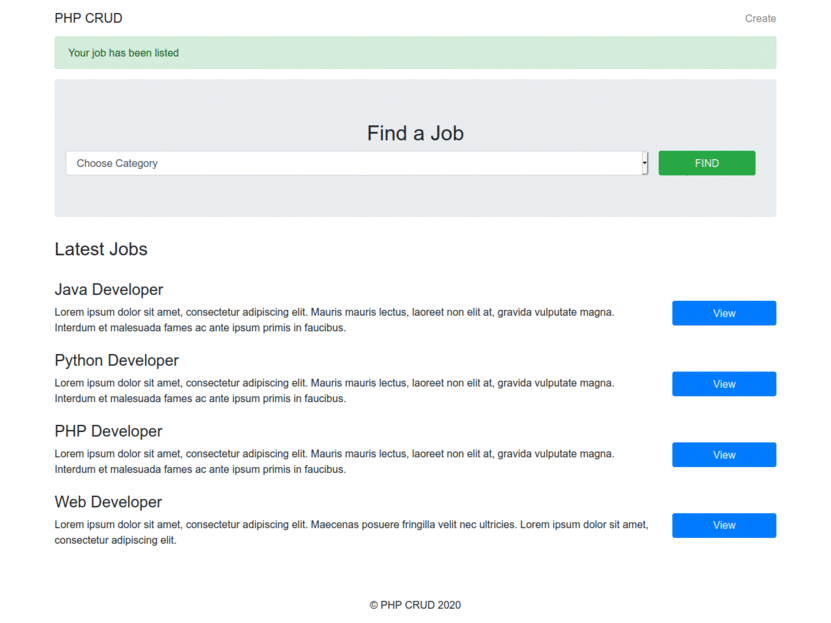 PHP CRUD
Create
Your job has been listed
Find a Job
Choose Category
FIND
Latest Jobs
Java Developer
Lorem ipsum dolor sit amet, consectetur adipiscing elit. Mauris mauris lectus, laoreet non elit at, gravida vulputate magna.
Interdum et malesuada fames ac ante ipsum primis in faucibus.
View
Python Developer
Lorem ipsum dolor sit amet, consectetur adipiscing elit. Mauris mauris lectus, laoreet non elit at, gravida vulputate magna.
Interdum et malesuada fames ac ante ipsum primis in faucibus.
View
PHP Developer
Lorem ipsum dolor sit amet, consectetur adipiscing elit. Mauris mauris lectus, laoreet non elit at, gravida vulputate magna.
Interdum et malesuada fames ac ante ipsum primis in faucibus.
View
Web Developer
Lorem ipsum dolor sit amet, consectetur adipiscing elit. Maecenas posuere fringilla velit nec ultricies. Lorem ipsum dolor sit amet,
consectetur adipiscing elit.
View
© PHP CRUD 2020